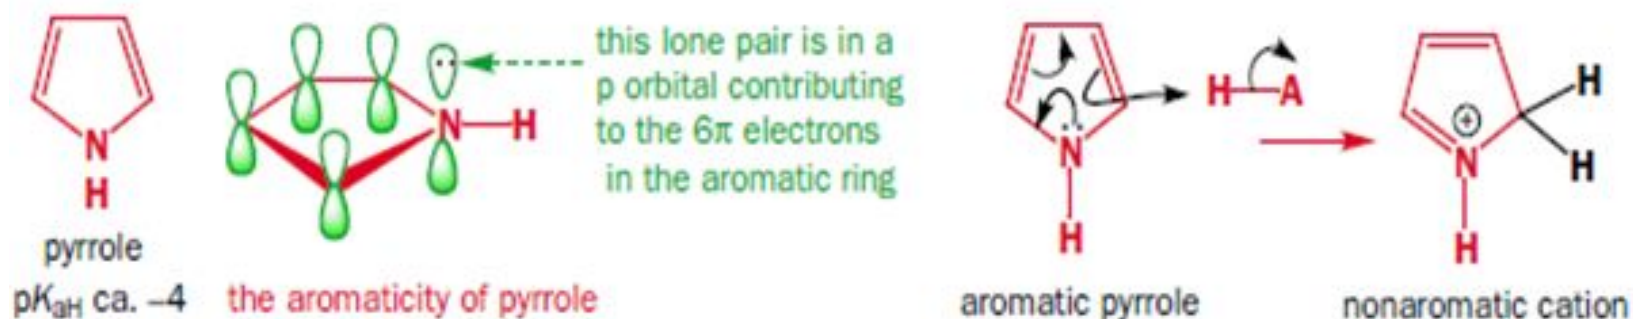 N
H
pyrrole
pKaH ca. –4
N—H
the aromaticity of pyrrole
this lone pair is in a
p orbital contributing
to the 6π electrons
in the aromatic ring
N
H
aromatic pyrrole
H—A
H
H
⊕
N
H
nonaromatic cation